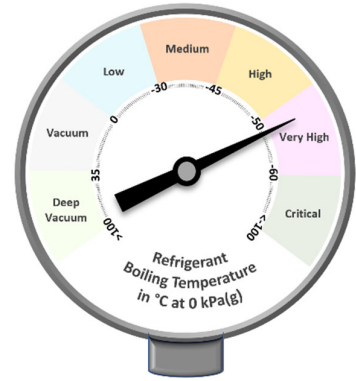 Medium
Low
High
-30
-45
Vacuum
0
-50
Very High
35
-60
Deep
Vacuum
Critical
>100
<-100
Refrigerant
Boiling Temperature
in °C at 0 kPa(g)